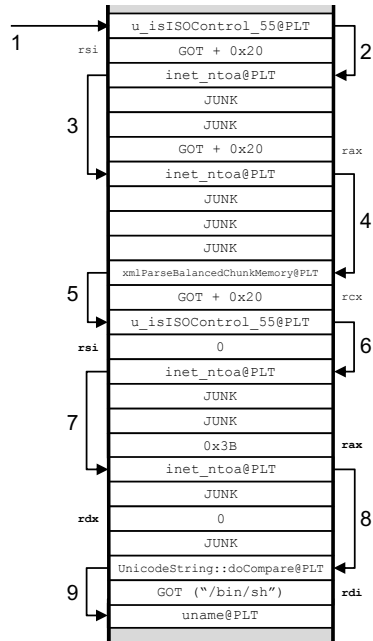 1
u_isISOControl_55@PLT
2
rsi
GOT + 0x20
inet_ntoa@PLT
3
JUNK
JUNK
GOT + 0x20
rax
inet_ntoa@PLT
JUNK
4
JUNK
JUNK
xmlParseBalancedChunkMemory@PLT
5
GOT + 0x20
rcx
u_isISOControl_55@PLT
6
rsi
0
inet_ntoa@PLT
7
JUNK
JUNK
0x3B
rax
inet_ntoa@PLT
JUNK
8
rdx
0
JUNK
UnicodeString::doCompare@PLT
9
GOT (“/bin/sh”)
rdi
uname@PLT